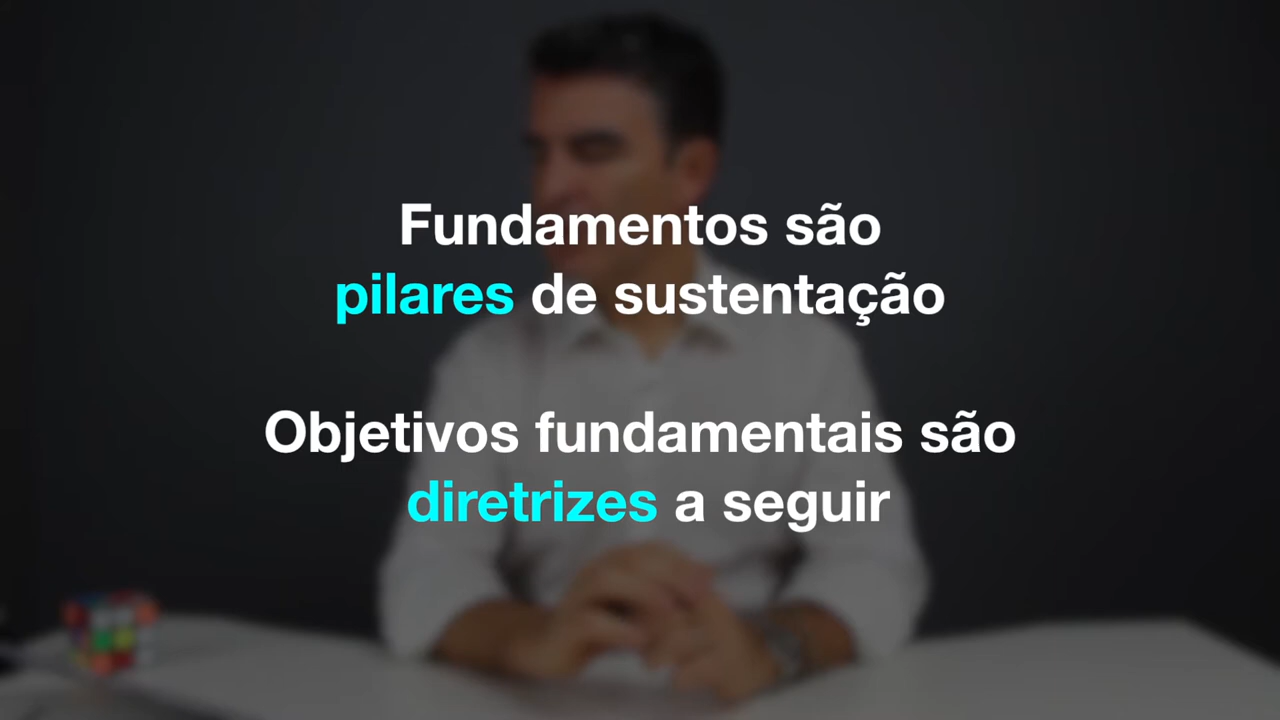 Fundamentos são
pilares de sustentação
Objetivos fundamentais são
diretrizes a seguir